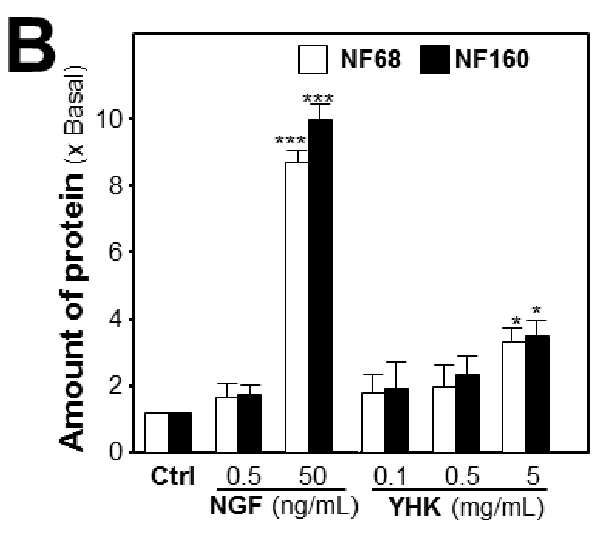 B
NF68 NF160
Amount of protein (x Basal)
10
8
6
4
2
0
***
***
*
*
Ctrl 0.5 50 0.1 0.5 5
NGF (ng/mL) YHK (mg/mL)